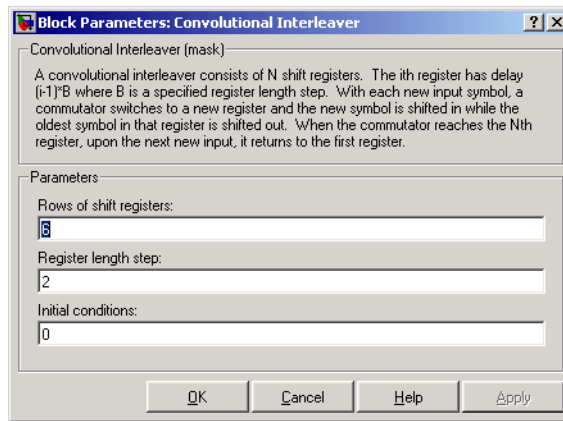 Block Parameters: Convolutional Interleaver
Convolutional Interleaver (mask)
A convolutional interleaver consists of N shift registers. The ith register has delay
(i-1)*B where B is a specified register length step. With each new input symbol, a
commutator switches to a new register and the new symbol is shifted in while the
oldest symbol in that register is shifted out. When the commutator reaches the Nth
register, upon the next new input, it returns to the first register.
Parameters
Rows of shift registers:
6
Register length step:
2
Initial conditions:
0
OK Cancel Help Apply